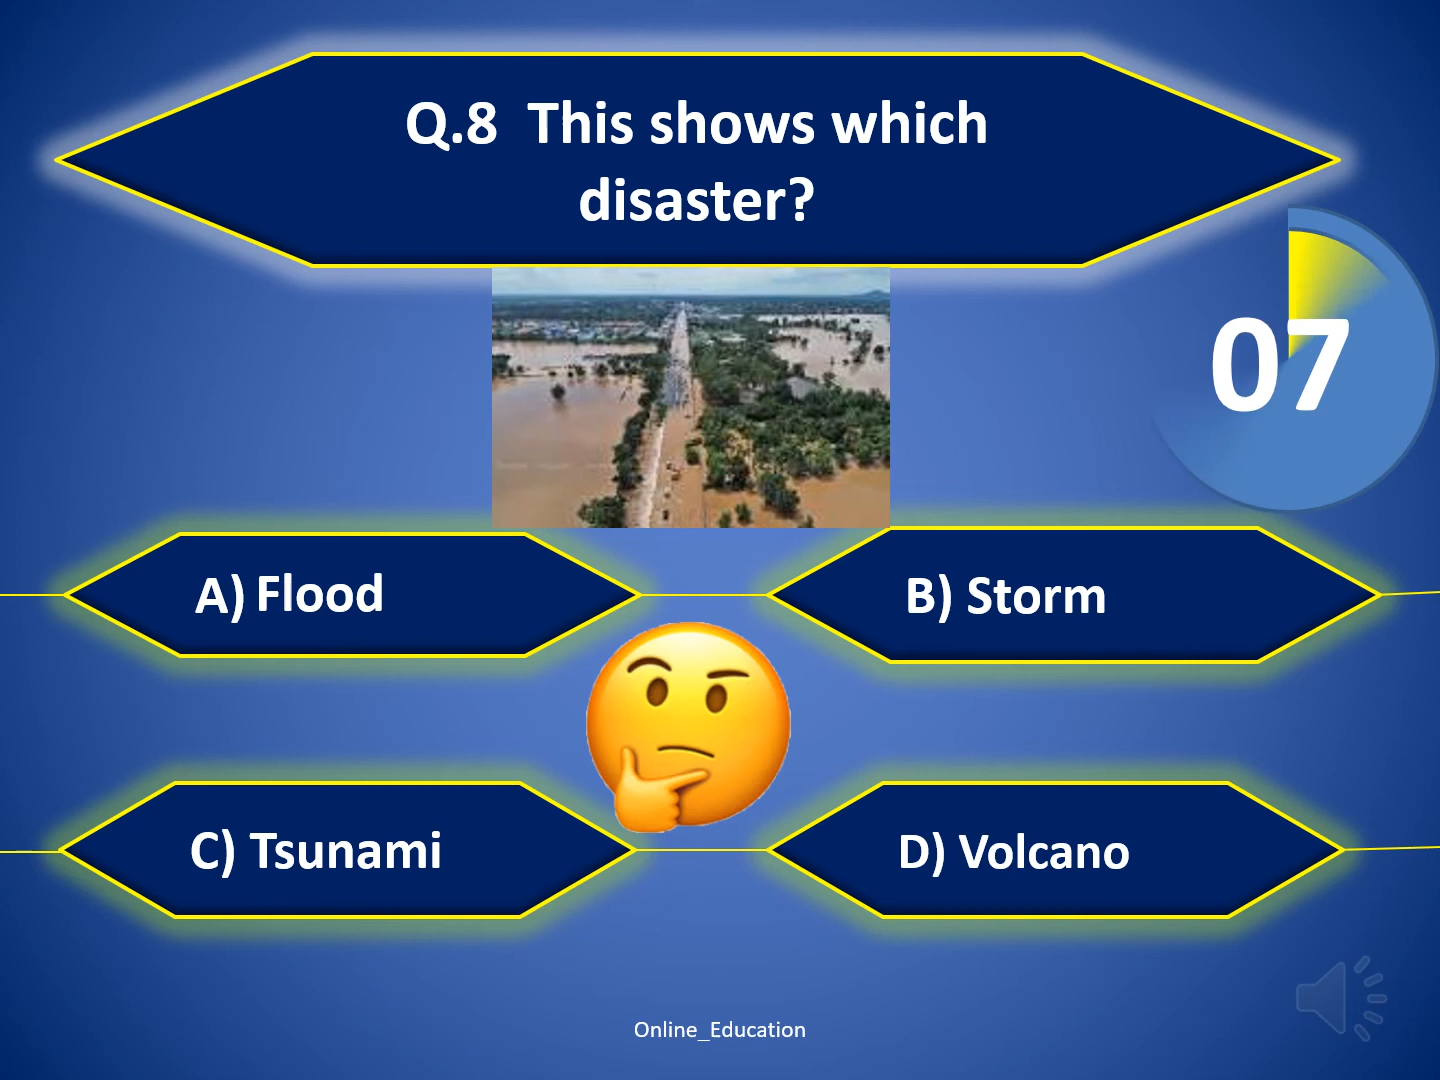 Q.8  This shows which
disaster?
07
A) Flood
B) Storm
C) Tsunami
D) Volcano
Online_Education